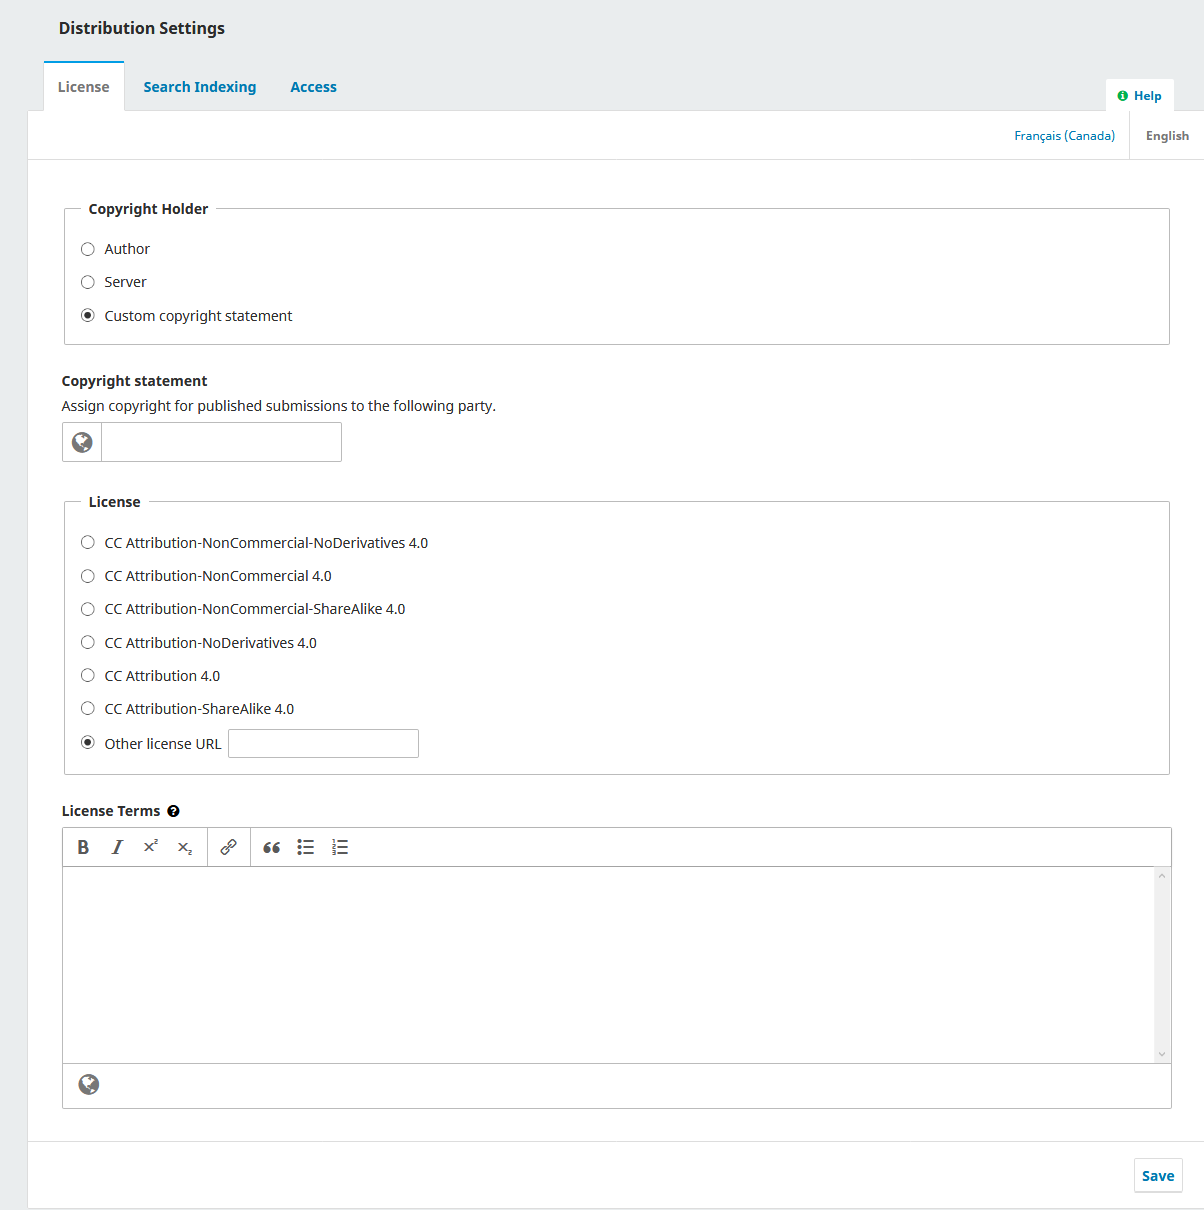 Distribution Settings
License Search Indexing Access
Help
Français (Canada) English
Copyright Holder
Author
Server
Custom copyright statement
Copyright statement
Assign copyright for published submissions to the following party.
License
CC Attribution-NonCommercial-NoDerivatives 4.0
CC Attribution-NonCommercial 4.0
CC Attribution-NonCommercial-ShareAlike 4.0
CC Attribution-NoDerivatives 4.0
CC Attribution 4.0
CC Attribution-ShareAlike 4.0
Other license URL
License Terms
Save